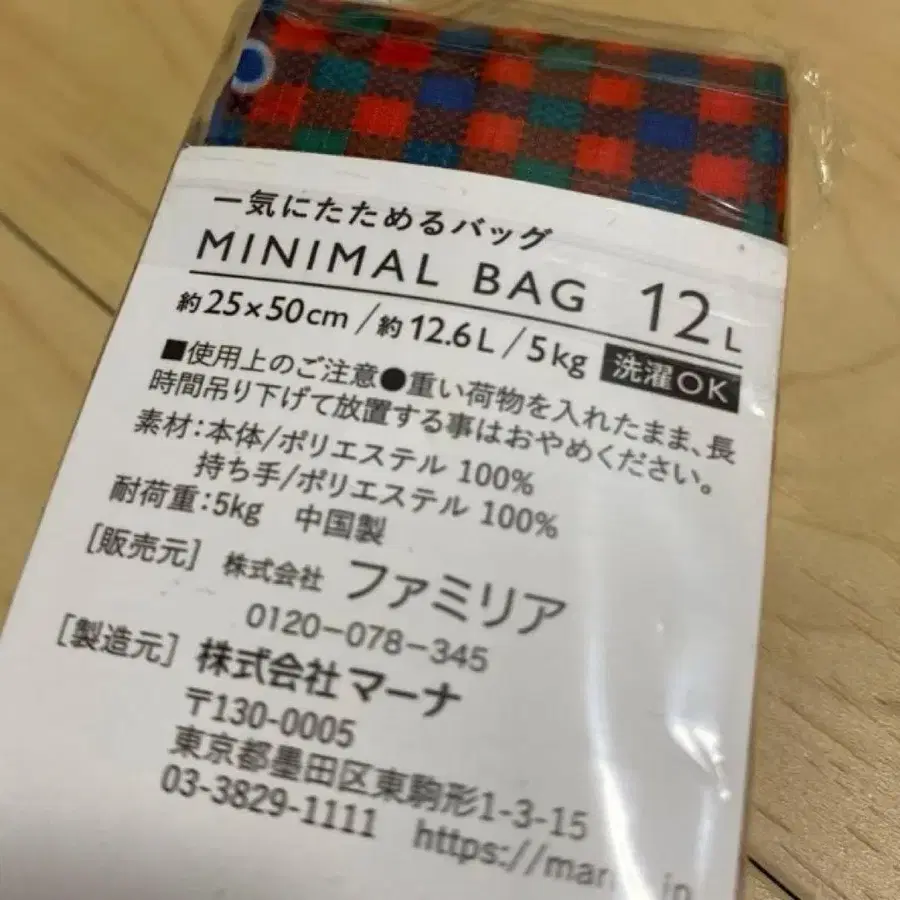 一気にたためるバッグ
MINIMAL BAG 12L
約25×50cm/約12.6L/5kg 洗濯OK
■使用上のご注意●重い荷物を入れたまま、長
時間吊り下げて放置する事はおやめください。
素材:本体/ポリエステル 100%
持ち手/ポリエステル 100%
耐荷重:5kg 中国製
[販売元] 株式会社 ファミリア
0120-078-345
[製造元] 株式会社マーナ
〒130-0005
東京都墨田区東駒形1-3-15
03-3829-1111 https://mar